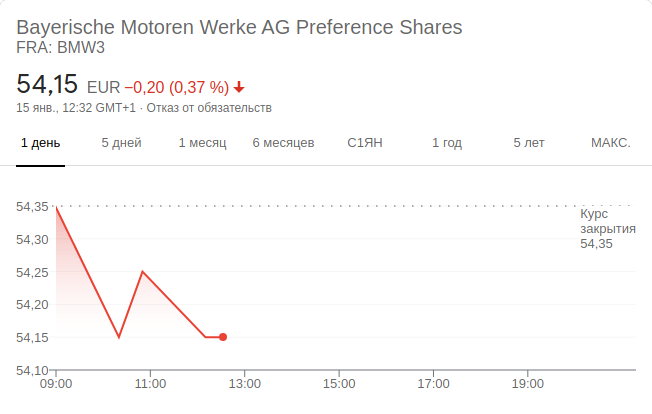 Bayerische Motoren Werke AG Preference Shares
FRA: BMW3
54,15 EUR −0,20 (0,37 %)
15 янв., 12:32 GMT+1 · Отказ от обязательств
1 день 5 дней 1 месяц 6 месяцев С1ЯН 1 год 5 лет МАКС.
54,35
Курс
закрытия
54,35
54,30
54,25
54,20
54,15
54,10
09:00 11:00 13:00 15:00 17:00 19:00